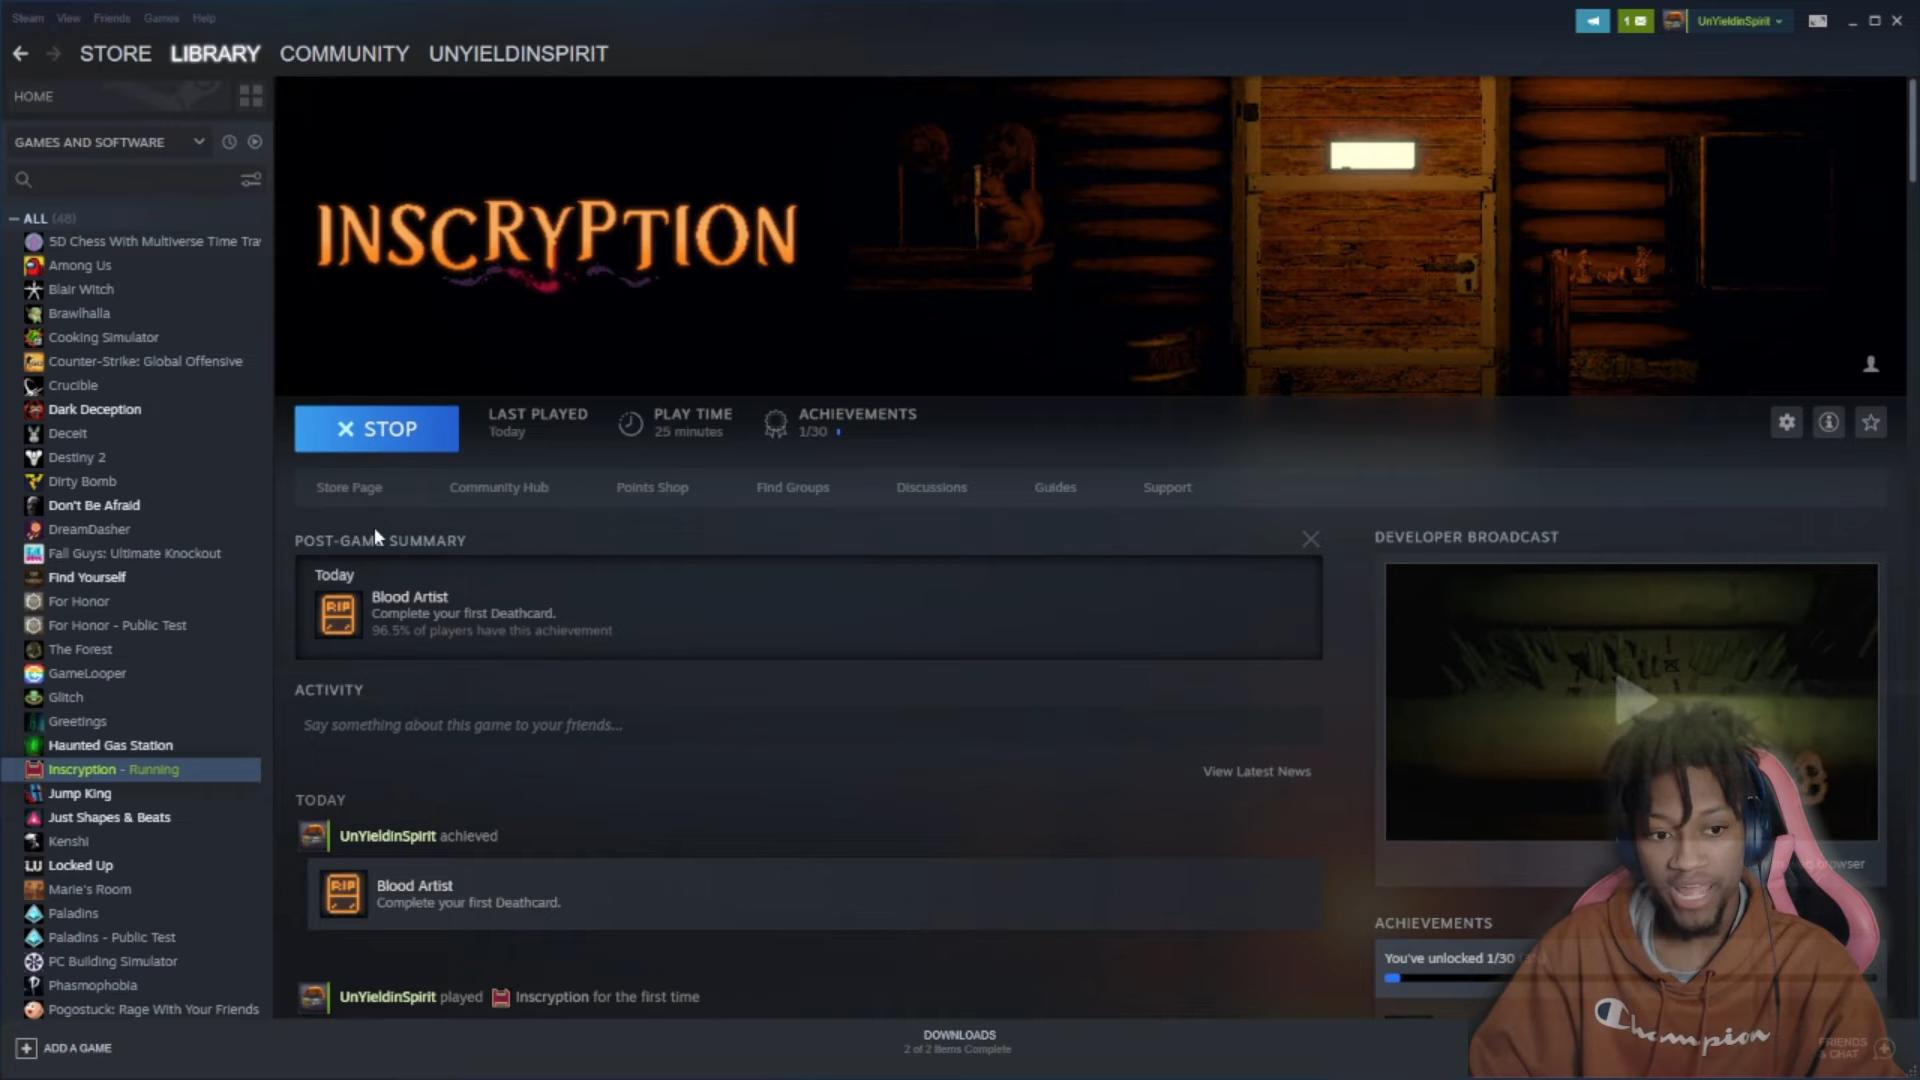 Steam View Friends Games Help
1
UnYieldinSpirit
STORE LIBRARY COMMUNITY UNYIELDINSPIRIT
HOME
GAMES AND SOFTWARE
ALL (48)
5D Chess With Multiverse Time Trav
Among Us
Blair Witch
Brawlhalla
Cooking Simulator
Counter-Strike: Global Offensive
Crucible
Dark Deception
Deceit
Destiny 2
Dirty Bomb
Don't Be Afraid
DreamDasher
Fall Guys: Ultimate Knockout
Find Yourself
For Honor
For Honor - Public Test
The Forest
GameLooper
Glitch
Greetings
Haunted Gas Station
Inscryption - Running
Jump King
Just Shapes & Beats
Kenshi
LU Locked Up
Marie's Room
Paladins
Paladins - Public Test
PC Building Simulator
Phasmophobia
Pogostuck: Rage With Your Friends
ADD A GAME
INSCRYPTION
STOP
LAST PLAYED
Today
PLAY TIME
25 minutes
ACHIEVEMENTS
1/30
Store Page Community Hub Points Shop Find Groups Discussions Guides Support
POST-GAME SUMMARY
Today
RIP
Blood Artist
Complete your first Deathcard.
96.5% of players have this achievement
ACTIVITY
Say something about this game to your friends...
View Latest News
TODAY
UnYieldinSpirit achieved
RIP
Blood Artist
Complete your first Deathcard.
UnYieldinSpirit played Inscryption for the first time
DEVELOPER BROADCAST
browser
ACHIEVEMENTS
You've unlocked 1/30
Champion
DOWNLOADS
2 of 2 Items Complete
FRIENDS
& CHAT